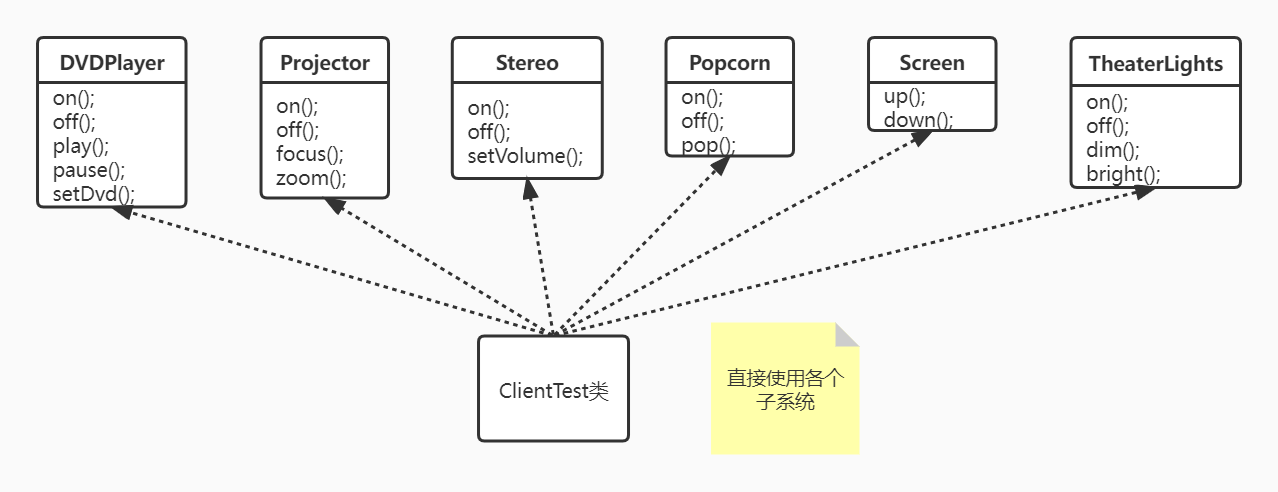 DVDPlayer
on();
off();
play();
pause();
setDvd();
Projector
on();
off();
focus();
zoom();
Stereo
on();
off();
setVolume();
Popcorn
on();
off();
pop();
Screen
up();
down();
TheaterLights
on();
off();
dim();
bright();
ClientTest类
直接使用各个
子系统